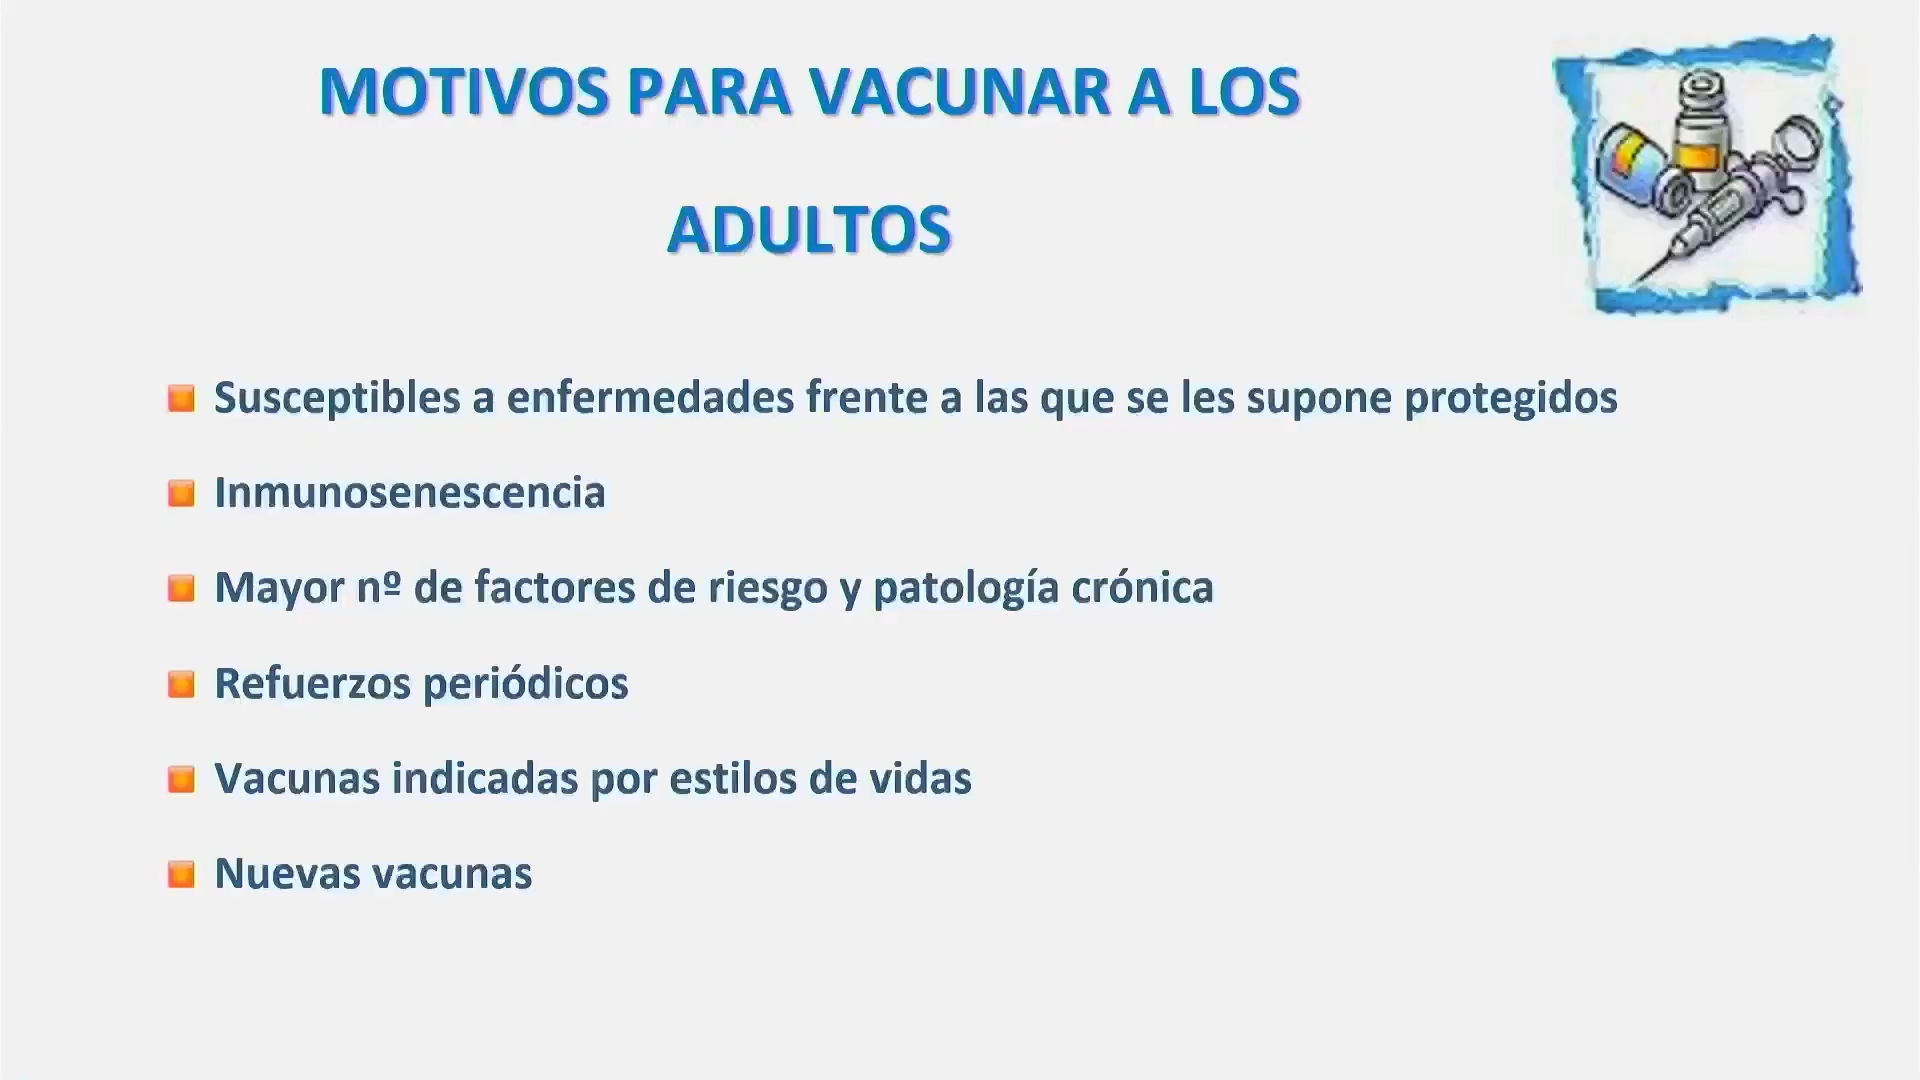 MOTIVOS PARA VACUNAR A LOS
ADULTOS
Susceptibles a enfermedades frente a las que se les supone protegidos
Inmunosenescencia
Mayor nº de factores de riesgo y patología crónica
Refuerzos periódicos
Vacunas indicadas por estilos de vidas
Nuevas vacunas